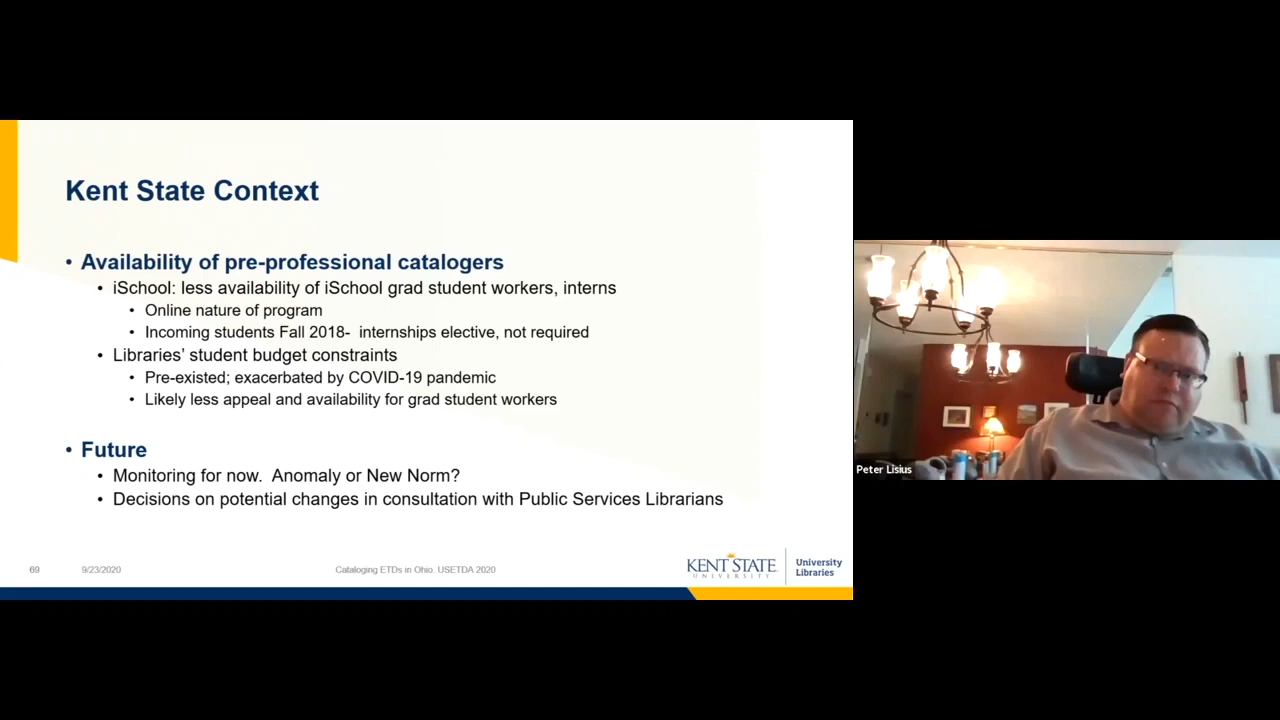 Kent State Context
• Availability of pre-professional catalogers
• iSchool: less availability of iSchool grad student workers, interns
• Online nature of program
• Incoming students Fall 2018- internships elective, not required
• Libraries' student budget constraints
• Pre-existed; exacerbated by COVID-19 pandemic
• Likely less appeal and availability for grad student workers
• Future
• Monitoring for now. Anomaly or New Norm?
• Decisions on potential changes in consultation with Public Services Librarians
69
9/23/2020
Cataloging ETDs in Ohio. USETDA 2020
KENT STATE
UNIVERSITY
University
Libraries
Peter Lisius